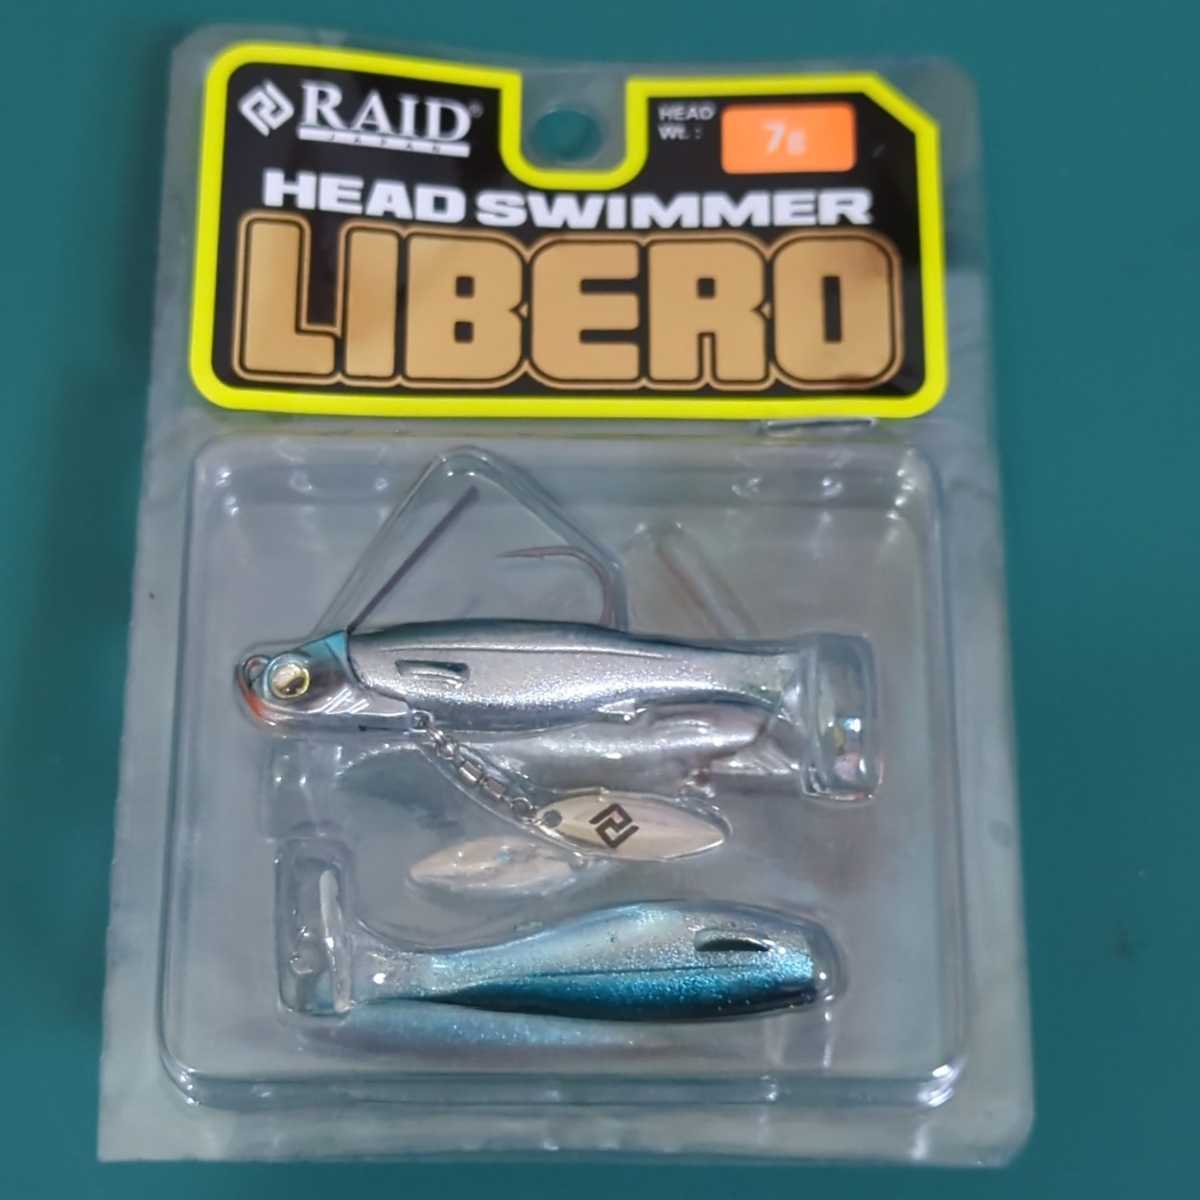 RAID®
JAPAN
HEAD
Wt. :
7g
HEAD SWIMMER
LIBERO